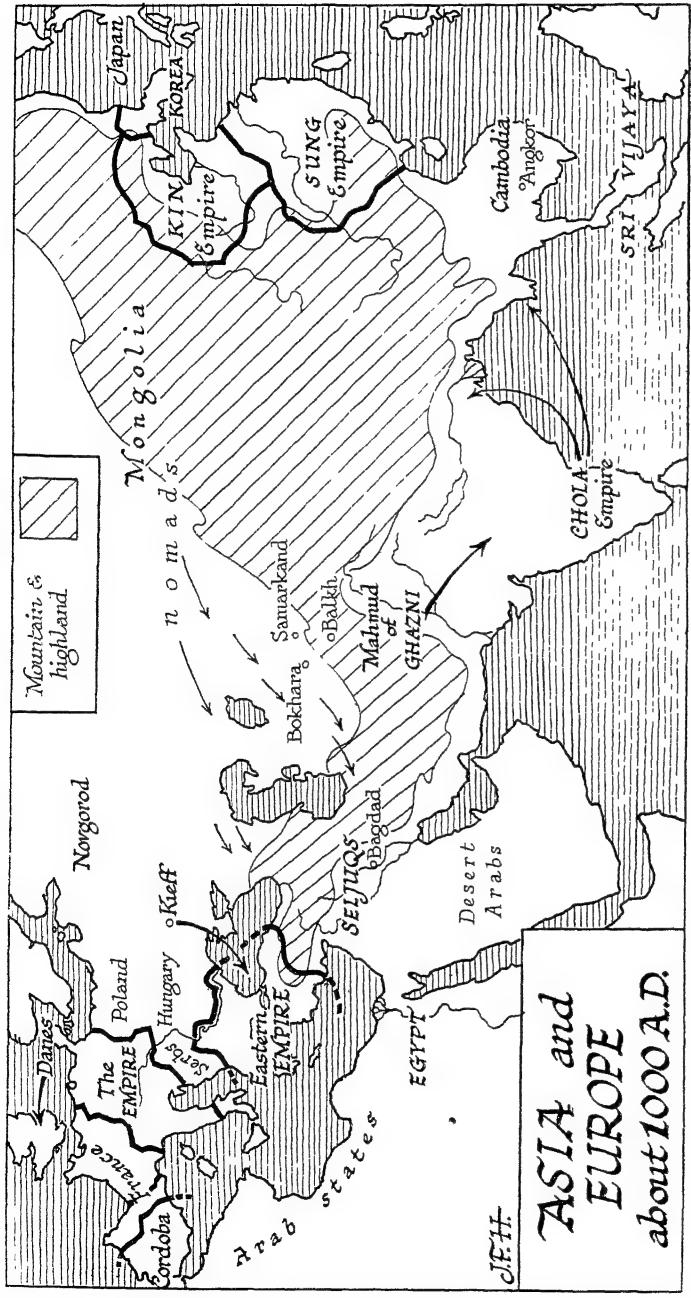 Mountain &
highland
Japan
KOREA
KIN
Empire
SUNG
Empire
Mongolia
nomads
Novgorod
Danes
Poland
Kieff
Hungary
The
EMPIRE
France
Serbs
Eastern
EMPIRE
Cordoba
Arab states
EGYPT
SELJUQS
Bagdad
Desert
Arabs
Bokhara
Samarkand
Balkh
Mahmud
of
GHAZNI
CHOLA
Empire
Cambodia
Angkor
SRI VIJAYA
J.F.H.
ASIA and
EUROPE
about 1000 A.D.